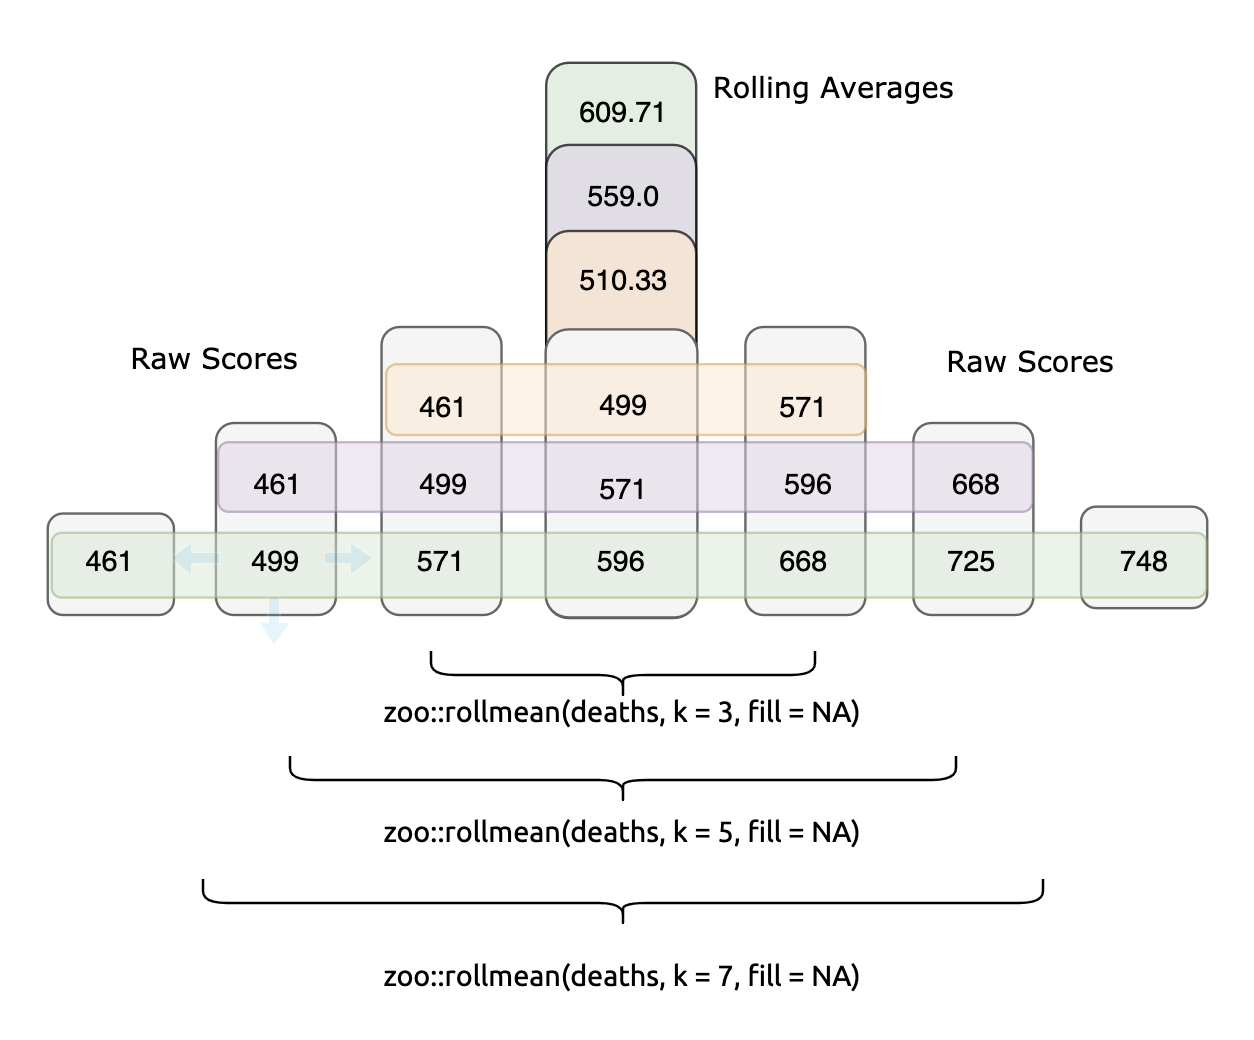 Rolling Averages
609.71
559.0
510.33
Raw Scores
Raw Scores
461 499 571
461 499 571 596 668
461 499 571 596 668 725 748
zoo::rollmean(deaths, k = 3, fill = NA)
zoo::rollmean(deaths, k = 5, fill = NA)
zoo::rollmean(deaths, k = 7, fill = NA)